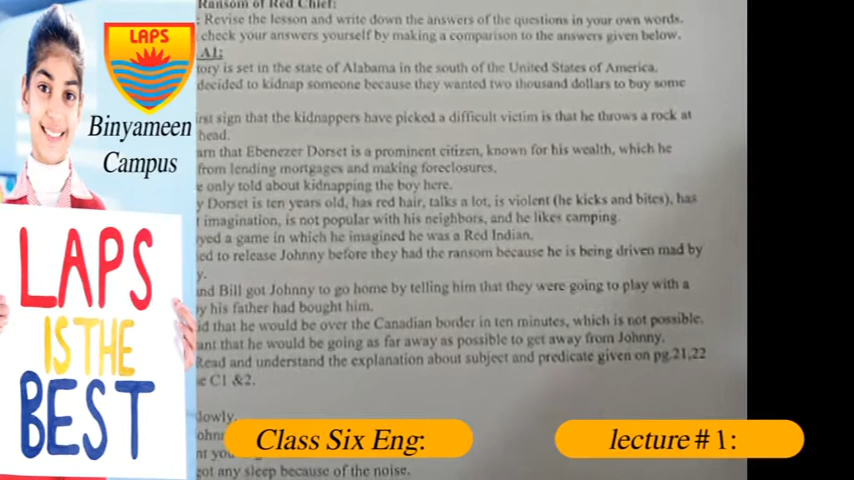 LAPS
Binyameen
Campus
LAPS
IS THE
BEST
Ransom of Red Chief:
: Revise the lesson and write down the answers of the questions in your own words.
check your answers yourself by making a comparison to the answers given below.
A1:
tory is set in the state of Alabama in the south of the United States of America.
decided to kidnap someone because they wanted two thousand dollars to buy some
irst sign that the kidnappers have picked a difficult victim is that he throws a rock at
head.
arn that Ebenezer Dorset is a prominent citizen, known for his wealth, which he
from lending mortgages and making foreclosures.
e only told about kidnapping the boy here.
y Dorset is ten years old, has red hair, talks a lot, is violent (he kicks and bites), has
t imagination, is not popular with his neighbors, and he likes camping.
yed a game in which he imagined he was a Red Indian.
ed to release Johnny before they had the ransom because he is being driven mad by
y.
nd Bill got Johnny to go home by telling him that they were going to play with a
y his father had bought him.
id that he would be over the Canadian border in ten minutes, which is not possible.
ant that he would be going as far away as possible to get away from Johnny.
Read and understand the explanation about subject and predicate given on pg.21,22
e C1 &2.
lowly.
ohn
nt you
got any sleep because of the noise.
Class Six Eng:
lecture # 1: